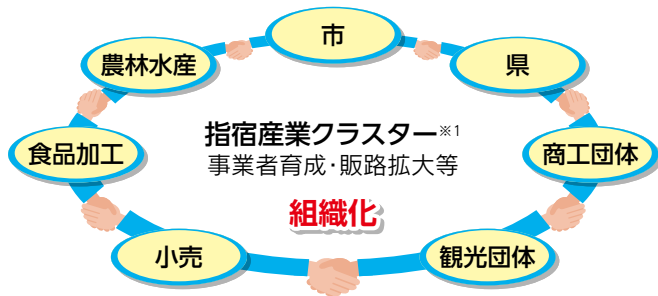 市
農林水産
県
指宿産業クラスター※1
事業者育成・販路拡大等
食品加工
商工団体
組織化
小売
観光団体